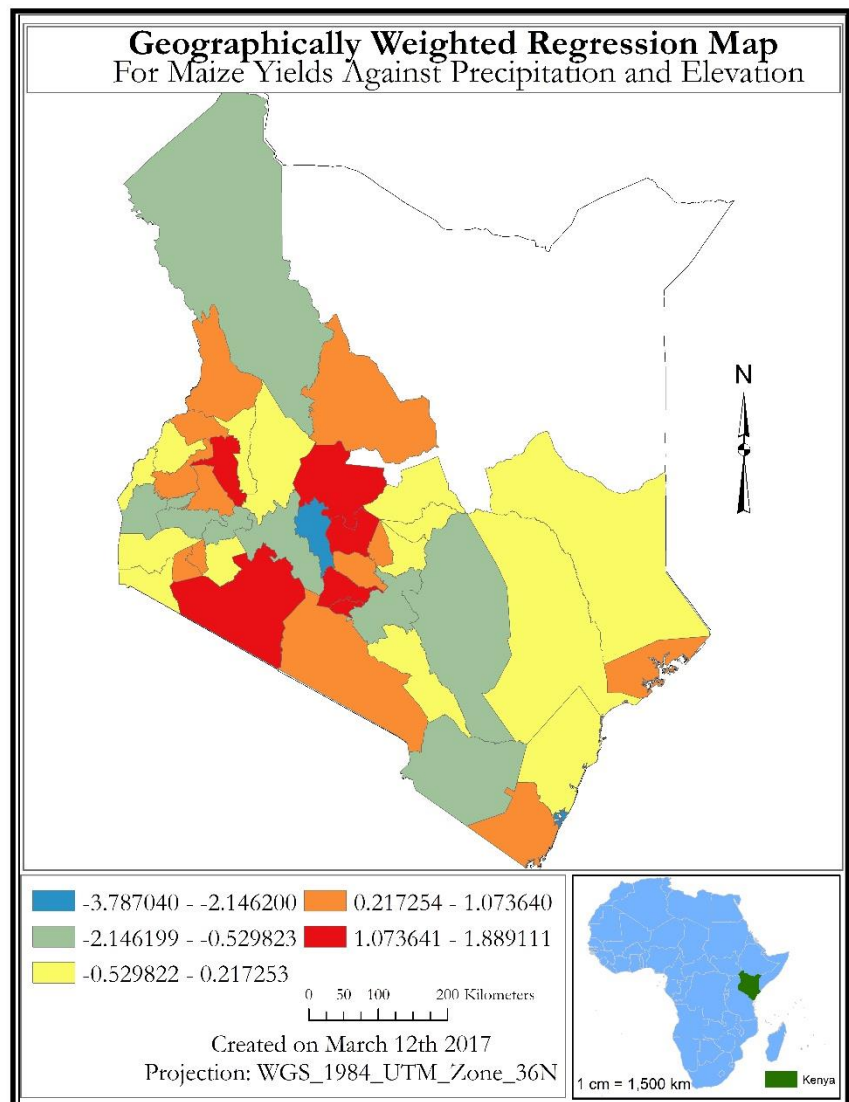 Geographically Weighted Regression Map
For Maize Yields Against Precipitation and Elevation
N
-3.787040 - -2.146200
0.217254 - 1.073640
-2.146199 - -0.529823
1.073641 - 1.889111
-0.529822 - 0.217253
0 50 100 200 Kilometers
Created on March 12th 2017
Projection: WGS_1984_UTM_Zone_36N
1 cm = 1,500 km
Kenya